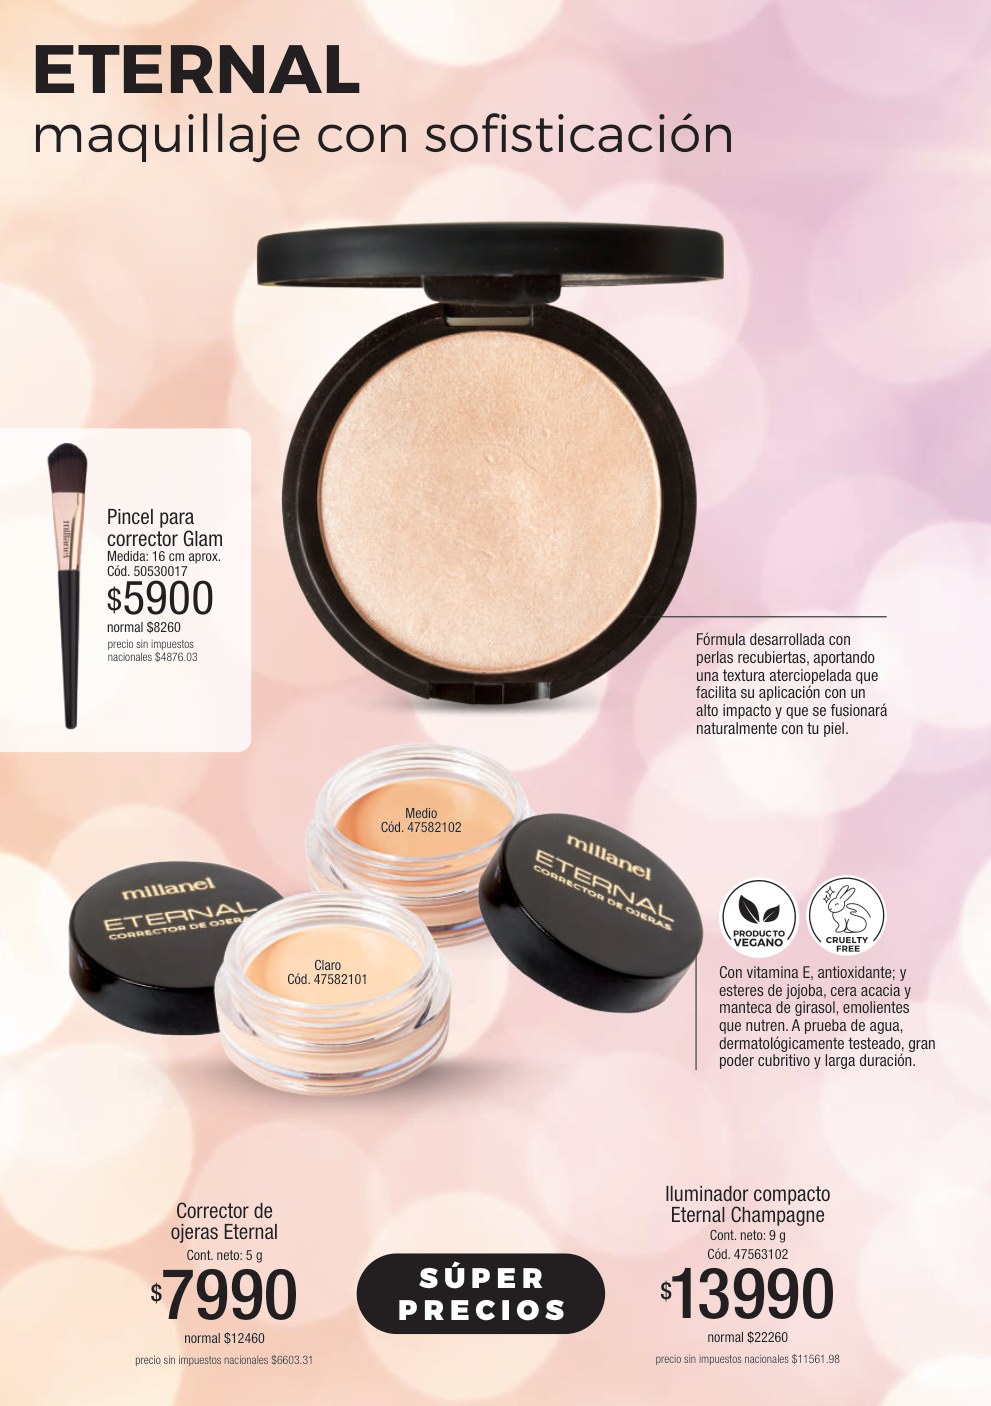 ETERNAL
maquillaje con sofisticación
millanel
Pincel para
corrector Glam
Medida: 16 cm aprox.
Cód. 50530017
$5900
normal $8260
precio sin impuestos
nacionales $4876.03
Fórmula desarrollada con
perlas recubiertas, aportando
una textura aterciopelada que
facilita su aplicación con un
alto impacto y que se fusionará
naturalmente con tu piel.
Medio
Cód. 47582102
millanel
ETERNAL
CORRECTOR DE OJERAS
millanel
ETERNAL
CORRECTOR DE OJERA
Claro
Cód. 47582101
PRODUCTO
VEGANO
CRUELTY
FREE
Con vitamina E, antioxidante; y
esteres de jojoba, cera acacia y
manteca de girasol, emolientes
que nutren. A prueba de agua,
dermatológicamente testeado, gran
poder cubritivo y larga duración.
Corrector de
ojeras Eternal
Cont. neto: 5 g
$7990
normal $12460
precio sin impuestos nacionales $6603.31
SÚPER
PRECIOS
Iluminador compacto
Eternal Champagne
Cont. neto: 9 g
Cód. 47563102
$13990
normal $22260
precio sin impuestos nacionales $11561.98